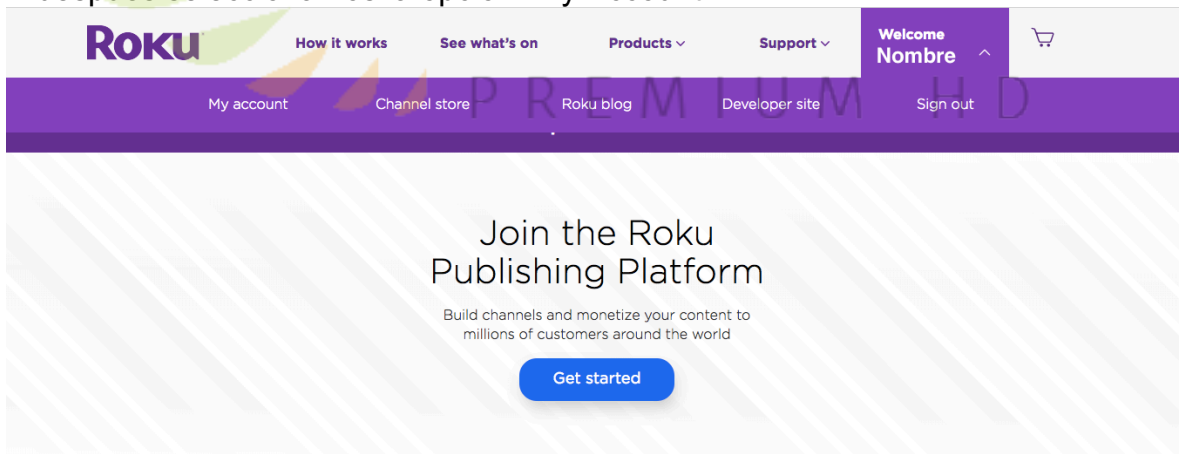 ROKU
How it works
See what's on
Products
Support
Welcome
Nombre
My account
Channel store
Roku blog
Developer site
Sign out
PREMIUM HD
Join the Roku
Publishing Platform
Build channels and monetize your content to
millions of customers around the world
Get started